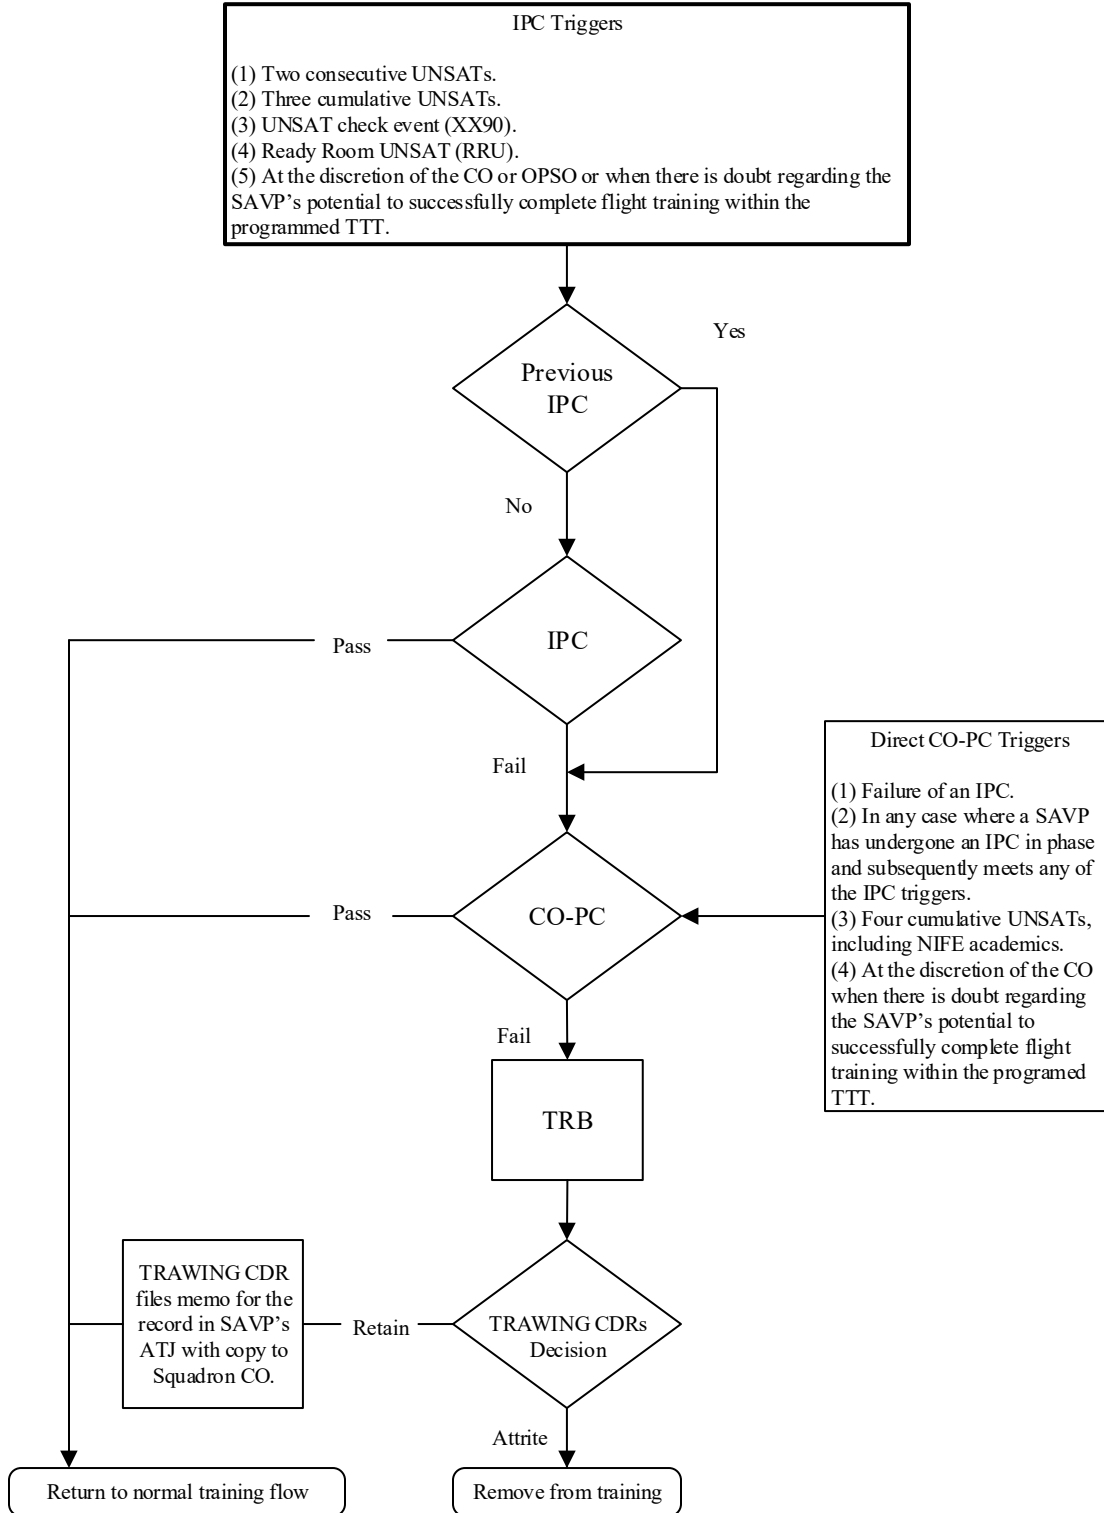 IPC Triggers
(1) Two consecutive UNSATs.
(2) Three cumulative UNSATs.
(3) UNSAT check event (XX90).
(4) Ready Room UNSAT (RRU).
(5) At the discretion of the CO or OPSO or when there is doubt regarding the
SAVP’s potential to successfully complete flight training within the
programmed TTT.
Yes
Previous
IPC
No
Pass
IPC
Fail
Direct CO-PC Triggers
(1) Failure of an IPC.
(2) In any case where a SAVP
has undergone an IPC in phase
and subsequently meets any of
the IPC triggers.
(3) Four cumulative UNSATs,
including NIFE academics.
(4) At the discretion of the CO
when there is doubt regarding
the SAVP’s potential to
successfully complete flight
training within the programed
TTT.
Pass
CO-PC
Fail
TRB
TRAWING CDR
files memo for the
record in SAVP’s
ATJ with copy to
Squadron CO.
Retain
TRAWING CDRs
Decision
Attrite
Return to normal training flow
Remove from training